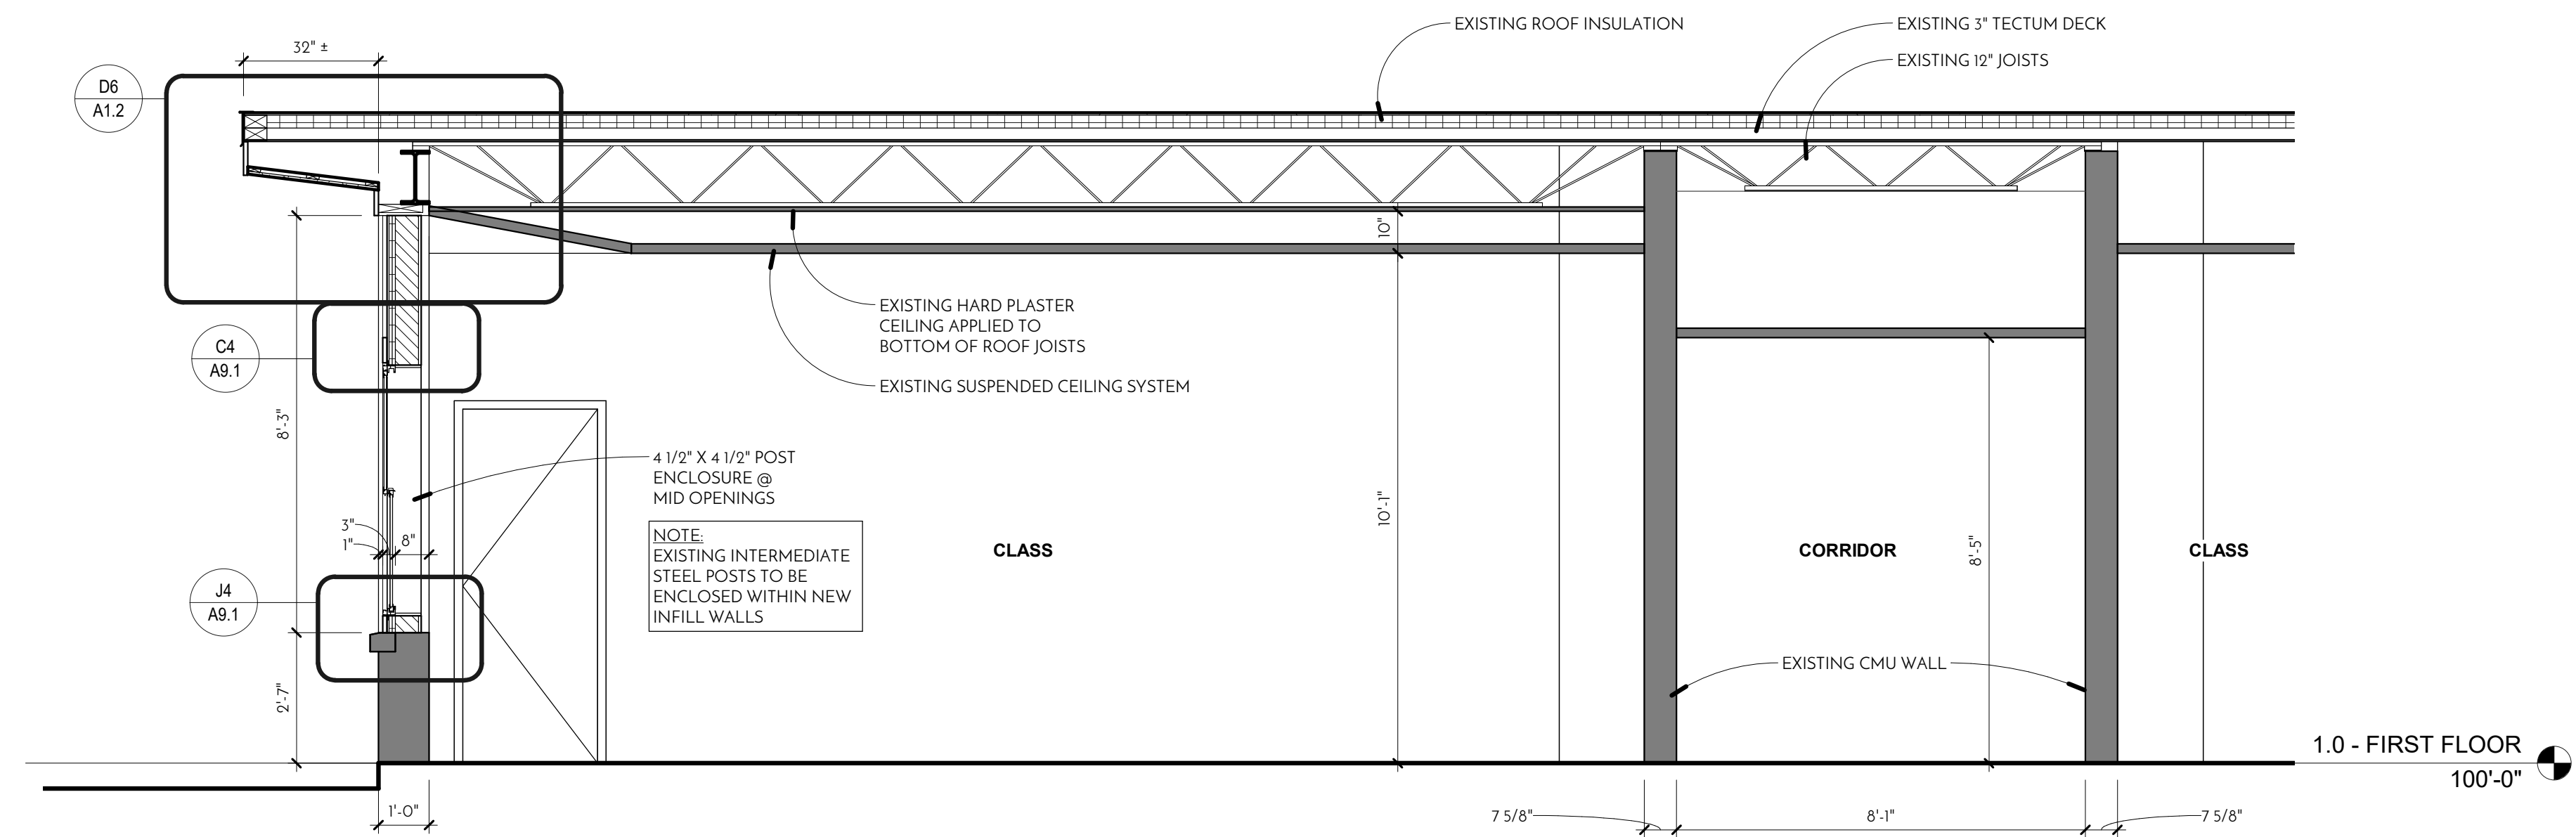 EXISTING ROOF INSULATION
EXISTING 3" TECTUM DECK
32" ±
EXISTING 12" JOISTS
D6
A1.2
10"
EXISTING HARD PLASTER
CEILING APPLIED TO
BOTTOM OF ROOF JOISTS
C4
A9.1
EXISTING SUSPENDED CEILING SYSTEM
8'-3"
4 1/2" X 4 1/2" POST
ENCLOSURE @
MID OPENINGS
10'-1"
3"
1"
8"
NOTE:
EXISTING INTERMEDIATE
STEEL POSTS TO BE
ENCLOSED WITHIN NEW
INFILL WALLS
CLASS
CORRIDOR
8'-5"
CLASS
J4
A9.1
2'-7"
EXISTING CMU WALL
1.0 - FIRST FLOOR
100'-0"
1'-0"
7 5/8"
8'-1"
7 5/8"